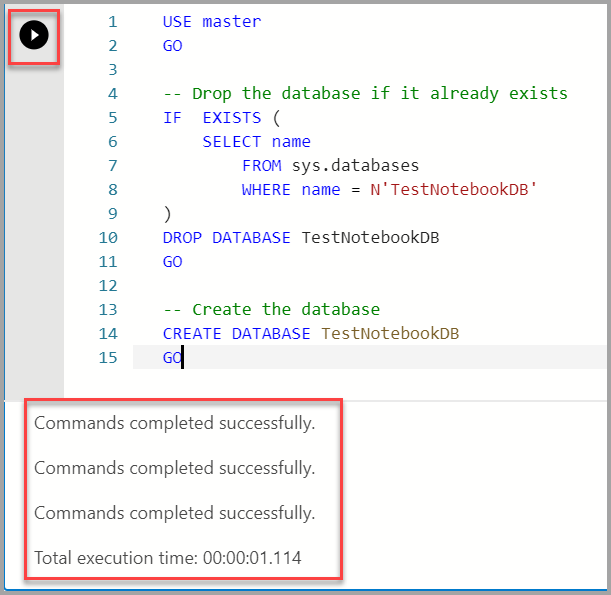 1 USE master
2 GO
3
4 -- Drop the database if it already exists
5 IF  EXISTS (
6     SELECT name
7         FROM sys.databases
8         WHERE name = N'TestNotebookDB'
9 )
10 DROP DATABASE TestNotebookDB
11 GO
12
13 -- Create the database
14 CREATE DATABASE TestNotebookDB
15 GO
Commands completed successfully.
Commands completed successfully.
Commands completed successfully.
Total execution time: 00:00:01.114